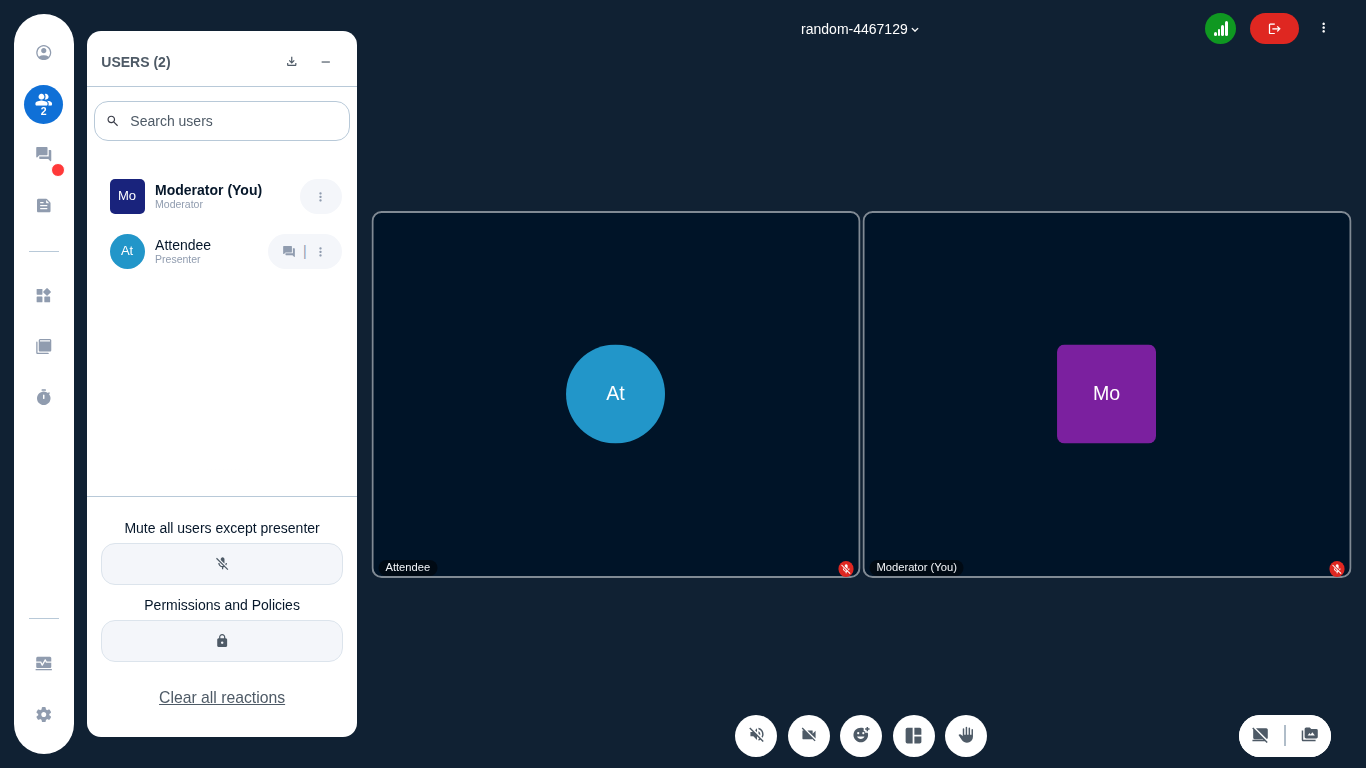 random-4467129
2
USERS (2)
Search users
Mo
Moderator (You)
Moderator
At
Attendee
Presenter
Mute all users except presenter
Permissions and Policies
Clear all reactions
At
Attendee
Mo
Moderator (You)